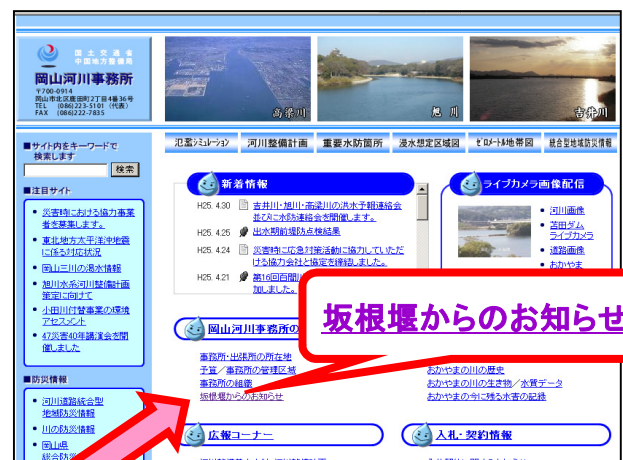 国土交通省
中国地方整備局
岡山河川事務所
〒700-0914
岡山市北区鹿田町2丁目4番36号
TEL (086)223-5101 (代表)
FAX (086)222-7835
高梁川
旭川
吉井川
氾濫シミュレーション 河川整備計画 重要水防箇所 浸水想定区域図 ゼロメートル地帯図 統合型地域防災情報
■サイト内をキーワードで
検索します
検索
■注目サイト
・災害時における協力事業
者を募集します。
・東北地方太平洋沖地震
に係る対応状況
・岡山三川の渇水情報
・旭川水系河川整備計画
策定に向けて
・小田川付替事業の環境
アセスメント
・47災害40年講演会を開
催しました
■防災情報
・河川道路統合型
地域防災情報
・川の防災情報
・岡山県
総合防災
新着情報
H25. 4.30 吉井川・旭川・高梁川の洪水予報連絡会
並びに水防連絡会を開催します。
H25. 4.25 出水期前堤防点検結果
H25. 4.24 災害時に応急対策活動に協力していただ
ける協力会社と協定を締結しました。
H25. 4.21 第16回百間川
加しました。
ライブカメラ画像配信
・河川画像
・苫田ダム
ライブカメラ
・道路画像
・おかやま
坂根堰からのお知らせ
岡山河川事務所の
事務所・出張所の所在地
予算／事務所の管理区域
事務所の組織
坂根堰からのお知らせ
おかやまの川の歴史
おかやまの川の生き物／水質データ
おかやまの今に残る水害の記録
広報コーナー
入札・契約情報